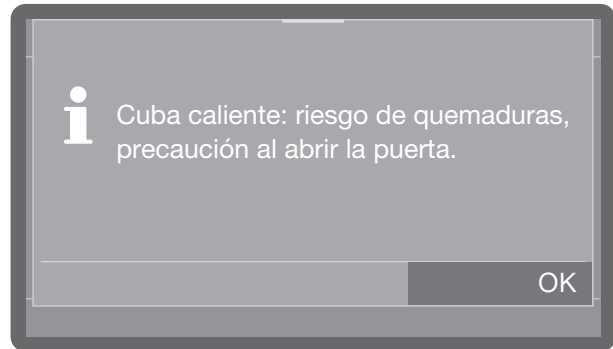 Cuba caliente: riesgo de quemaduras,
precaución al abrir la puerta.
OK